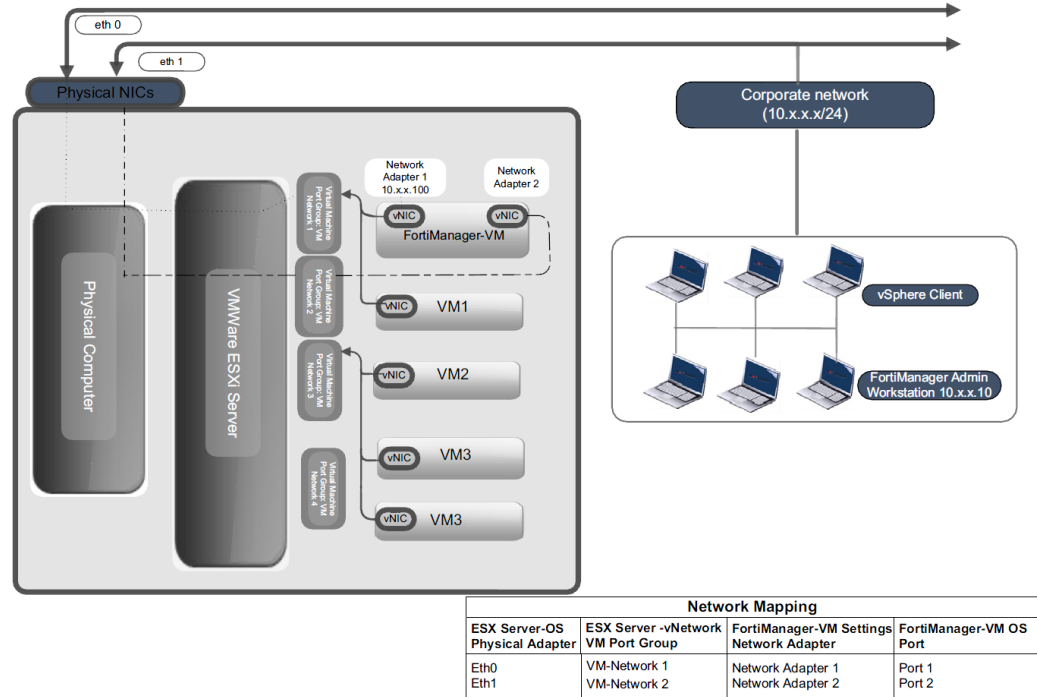 eth 0
eth 1
Physical NICs
Corporate network
(10.x.x.x/24)
Network
Adapter 1
10.x.x.100
Network
Adapter 2
Virtual Machine
Port Group: VM
Network 1
vNIC
vNIC
FortiManager-VM
Physical Computer
VMWare ESXi Server
Virtual Machine
Port Group: VM
Network 2
vNIC
VM1
Virtual Machine
Port Group: VM
Network 3
vNIC
VM2
vNIC
VM3
Virtual Machine
Port Group: VM
Network 4
vNIC
VM3
vSphere Client
FortiManager Admin
Workstation 10.x.x.10
Network Mapping
ESX Server-OS
Physical Adapter
ESX Server -vNetwork
VM Port Group
FortiManager-VM Settings
Network Adapter
FortiManager-VM OS
Port
Eth0
VM-Network 1
Network Adapter 1
Port 1
Eth1
VM-Network 2
Network Adapter 2
Port 2